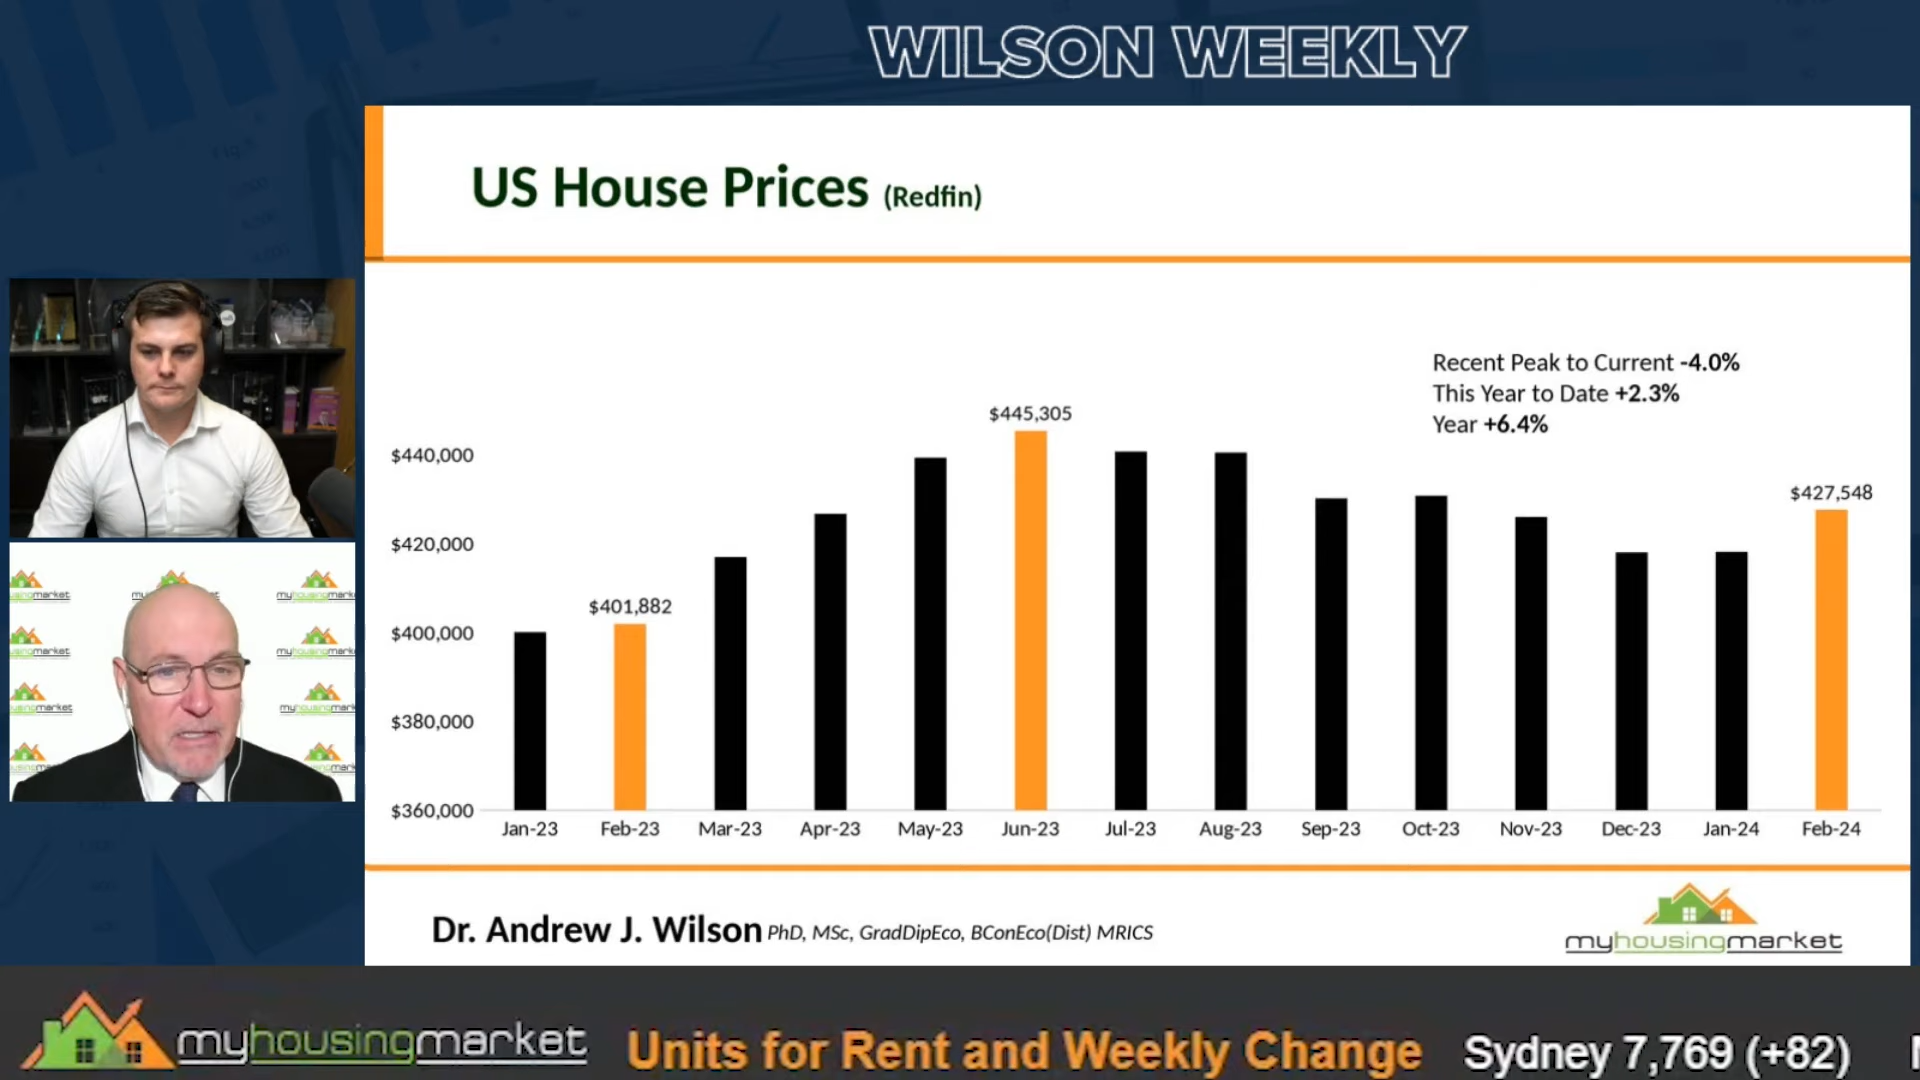 WILSON WEEKLY
US House Prices (Redfin)
Recent Peak to Current -4.0%
This Year to Date +2.3%
Year +6.4%
$445,305
$427,548
$401,882
$440,000
$420,000
$400,000
$380,000
$360,000
Jan-23 Feb-23 Mar-23 Apr-23 May-23 Jun-23 Jul-23 Aug-23 Sep-23 Oct-23 Nov-23 Dec-23 Jan-24 Feb-24
Dr. Andrew J. Wilson PhD, MSc, GradDipEco, BConEco(Dist) MRICS
myhousingmarket
myhousingmarket Units for Rent and Weekly Change Sydney 7,769 (+82)